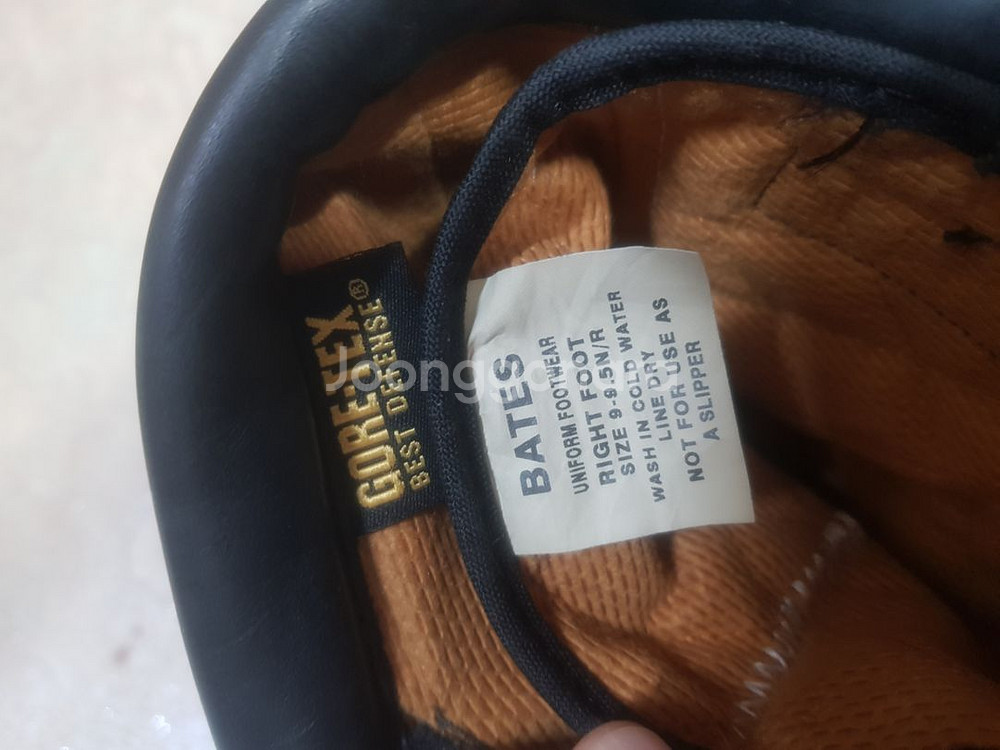 GORE-TEX®
BEST DEFENSE
BATES
UNIFORM FOOTWEAR
RIGHT FOOT
SIZE 9-9.5N/R
WASH IN COLD WATER
LINE DRY
NOT FOR USE AS
A SLIPPER